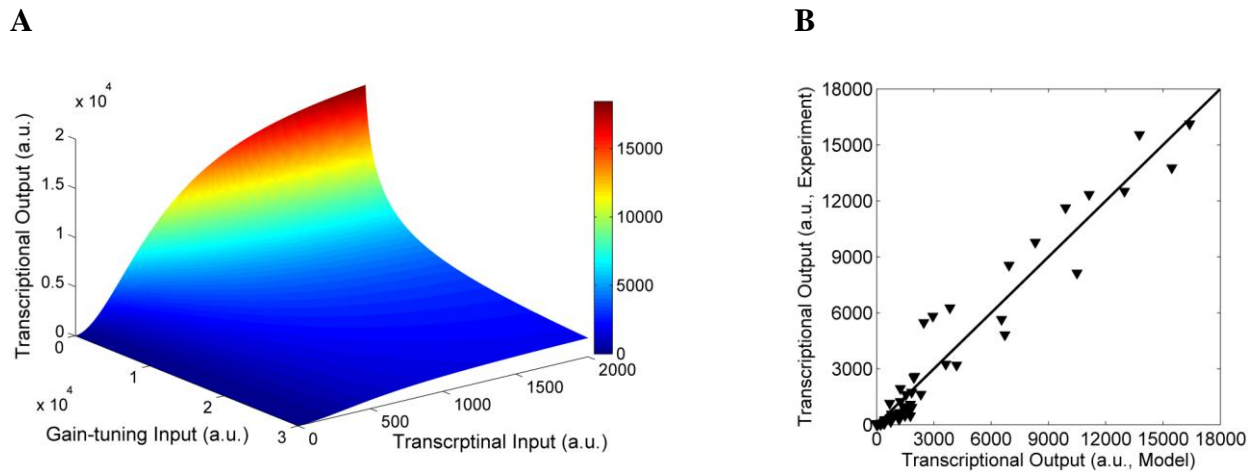 A
B
x 10^4
2
1.5
1
0.5
0
Transcriptional Output (a.u.)
0
1
2
3
x 10^4
Gain-tuning Input (a.u.)
0
500
1000
1500
2000
Transcrptinal Input (a.u.)
15000
10000
5000
0
18000
15000
12000
9000
6000
3000
0
Transcriptional Output (a.u., Experiment)
0 3000 6000 9000 12000 15000 18000
Transcriptional Output (a.u., Model)